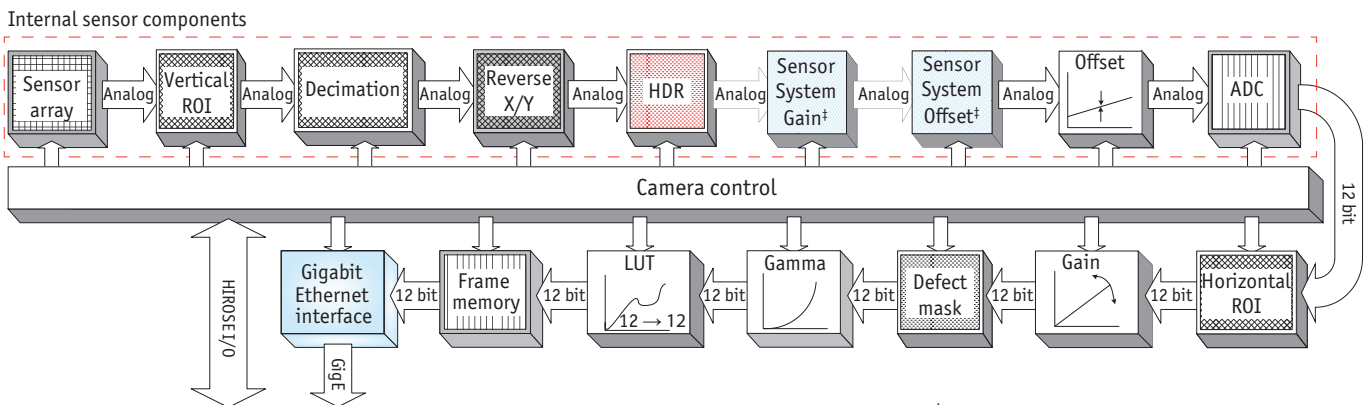 Internal sensor components
Sensor
array
Analog
Vertical
ROI
Analog
Decimation
Analog
Reverse
X/Y
Analog
HDR
Analog
Sensor
System
Gain‡
Analog
Sensor
System
Offset‡
Analog
Offset
Analog
ADC
12 bit
Camera control
HIROSE I/O
Gigabit
Ethernet
interface
GigE
12 bit
Frame
memory
12 bit
LUT
12 → 12
12 bit
Gamma
12 bit
Defect
mask
12 bit
Gain
12 bit
Horizontal
ROI